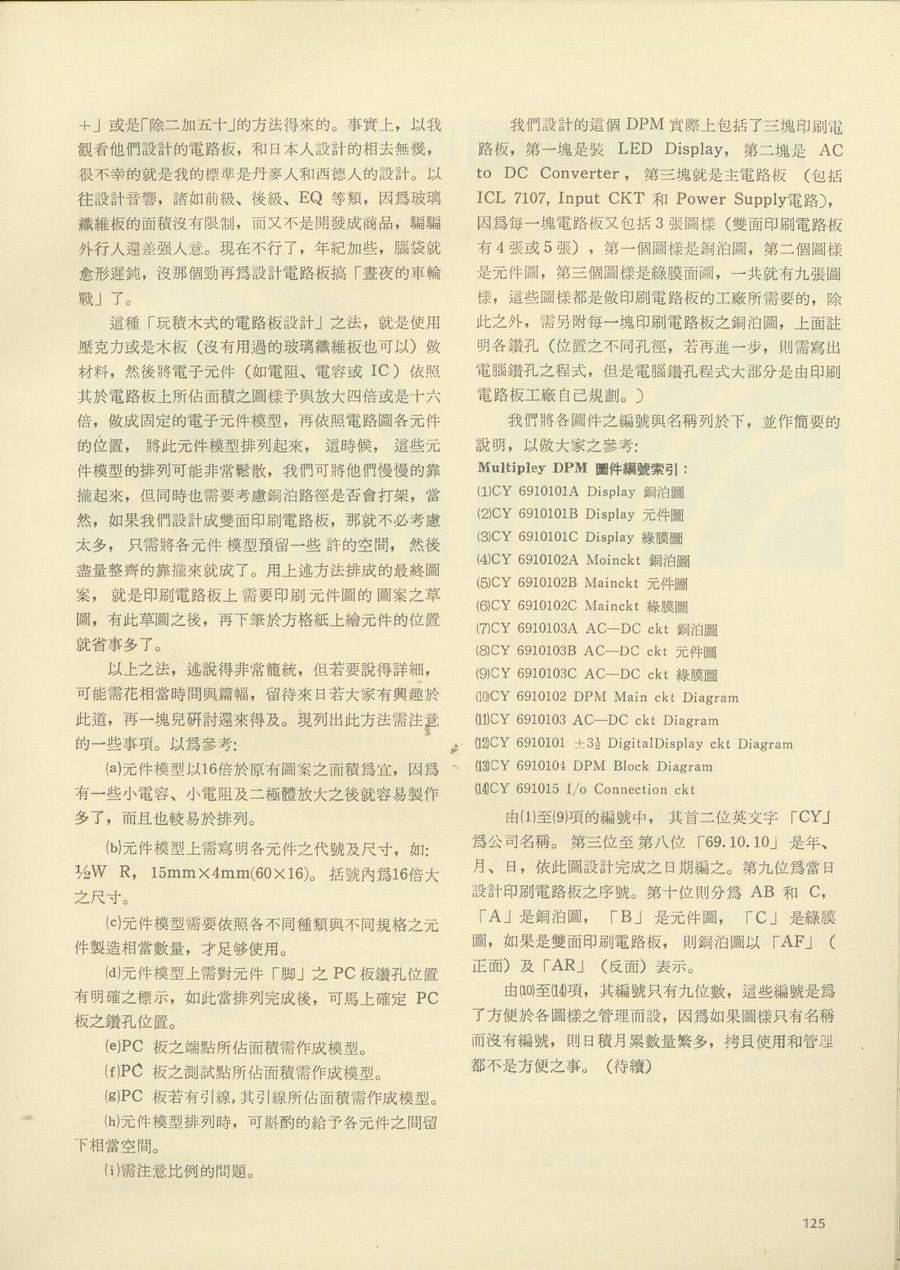 +」或是「除二加五十」的方法得來的。事實上，以我
觀看他們設計的電路板，和日本人設計的相去無幾，
很不幸的就是我的標準是丹麥人和西德人的設計。以
往設計音響，諸如前級、後級、EQ 等類，因爲玻璃
纖維板的面積沒有限制，而又不是開發成商品，騙騙
外行人還差强人意。現在不行了，年紀加些，腦袋就
愈形遲鈍，沒那個勁再爲設計電路板搞「晝夜的車輪
戰」了。
這種「玩積木式的電路板設計」之法，就是使用
壓克力或是木板（沒有用過的玻璃纖維板也可以）做
材料，然後將電子元件（如電阻、電容或 IC）依照
其於電路板上所佔面積之圖樣予與放大四倍或是十六
倍，做成固定的電子元件模型，再依照電路圖各元件
的位置， 將此元件模型排列起來， 這時候， 這些元
件模型的排列可能非常鬆散，我們可將他們慢慢的靠
攏起來，但同時也需要考慮銅泊路徑是否會打架，當
然，如果我們設計成雙面印刷電路板，那就不必考慮
太多， 只需將各元件 模型預留一些 許的空間， 然後
盡量整齊的靠攏來就成了。用上述方法排成的最終圖
案， 就是印刷電路板上 需要印刷 元件圖的 圖案之草
圖，有此草圖之後，再下筆於方格紙上繪元件的位置
就省事多了。
以上之法，述說得非常籠統，但若要說得詳細，
可能需花相當時間與篇幅，留待來日若大家有興趣於
此道，再一塊兒研討還來得及。現列出此方法需注意
的一些事項。以爲參考:
(a)元件模型以16倍於原有圖案之面積爲宜，因爲
有一些小電容、小電阻及二極體放大之後就容易製作
多了，而且也較易於排列。
(b)元件模型上需寫明各元件之代號及尺寸，如:
½W R，15mm×4mm(60×16)。括號內爲16倍大
之尺寸。
(c)元件模型需要依照各不同種類與不同規格之元
件製造相當數量，才足够使用。
(d)元件模型上需對元件「脚」之 PC 板鑽孔位置
有明確之標示，如此當排列完成後，可馬上確定 PC
板之鑽孔位置。
(e)PC 板之端點所佔面積需作成模型。
(f)PC 板之測試點所佔面積需作成模型。
(g)PC 板若有引線，其引線所佔面積需作成模型。
(h)元件模型排列時，可斟酌的給予各元件之間留
下相當空間。
(i)需注意比例的問題。
我們設計的這個 DPM 實際上包括了三塊印刷電
路板，第一塊是裝 LED Display，第二塊是 AC
to DC Converter，第三塊就是主電路板 （包括
ICL 7107, Input CKT 和 Power Supply電路），
因爲每一塊電路板又包括 3 張圖樣（雙面印刷電路板
有 4 張或 5 張），第一個圖樣是銅泊圖，第二個圖樣
是元件圖，第三個圖樣是綠膜面圖，一共就有九張圖
樣，這些圖樣都是做印刷電路板的工廠所需要的，除
此之外，需另附每一塊印刷電路板之銅泊圖，上面註
明各鑽孔（位置之不同孔徑，若再進一步，則需寫出
電腦鑽孔之程式，但是電腦鑽孔程式大部分是由印刷
電路板工廠自己規劃。）
我們將各圖件之編號與名稱列於下，並作簡要的
說明，以做大家之參考:
Multipley DPM 圖件編號索引：
(1)CY 6910101A Display 銅泊圖
(2)CY 6910101B Display 元件圖
(3)CY 6910101C Display 綠膜圖
(4)CY 6910102A Moinckt 銅泊圖
(5)CY 6910102B Mainckt 元件圖
(6)CY 6910102C Mainckt 綠膜圖
(7)CY 6910103A AC—DC ckt 銅泊圖
(8)CY 6910103B AC—DC ckt 元件圖
(9)CY 6910103C AC—DC ckt 綠膜圖
(10)CY 6910102 DPM Main ckt Diagram
(11)CY 6910103 AC—DC ckt Diagram
(12)CY 6910101 ±3½ DigitalDisplay ckt Diagram
(13)CY 6910104 DPM Block Diagram
(14)CY 691015 I/o Connection ckt
由(1)至(9)項的編號中， 其首二位英文字 「CY」
爲公司名稱。 第三位至 第八位 「69.10.10」 是年、
月、日，依此圖設計完成之日期編之。第九位爲當日
設計印刷電路板之序號。第十位則分爲 AB 和 C，
「A」是銅泊圖， 「B」 是元件圖， 「C」 是綠膜
圖，如果是雙面印刷電路板， 則銅泊圖以 「AF」（
正面）及「AR」（反面）表示。
由(10)至(14)項，其編號只有九位數，這些編號是爲
了方便於各圖樣之管理而設，因爲如果圖樣只有名稱
而沒有編號，則日積月累數量繁多，拷貝使用和管理
都不是方便之事。（待續）
125